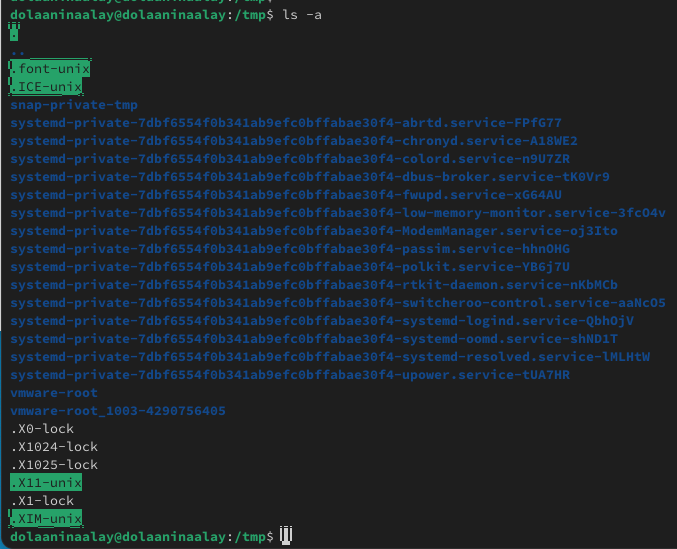 dolaaninaalay@dolaaninaalay:/tmp$ ls -a
.
..
.font-unix
.ICE-unix
snap-private-tmp
systemd-private-7dbf6554f0b341ab9efc0bffabae30f4-abrtd.service-FPfG77
systemd-private-7dbf6554f0b341ab9efc0bffabae30f4-chronyd.service-A18WE2
systemd-private-7dbf6554f0b341ab9efc0bffabae30f4-colord.service-n9U7ZR
systemd-private-7dbf6554f0b341ab9efc0bffabae30f4-dbus-broker.service-tK0Vr9
systemd-private-7dbf6554f0b341ab9efc0bffabae30f4-fwupd.service-xG64AU
systemd-private-7dbf6554f0b341ab9efc0bffabae30f4-low-memory-monitor.service-3fcO4v
systemd-private-7dbf6554f0b341ab9efc0bffabae30f4-ModemManager.service-oj3Ito
systemd-private-7dbf6554f0b341ab9efc0bffabae30f4-passim.service-hhnOHG
systemd-private-7dbf6554f0b341ab9efc0bffabae30f4-polkit.service-YB6j7U
systemd-private-7dbf6554f0b341ab9efc0bffabae30f4-rtkit-daemon.service-nKbMCb
systemd-private-7dbf6554f0b341ab9efc0bffabae30f4-switcheroo-control.service-aaNcO5
systemd-private-7dbf6554f0b341ab9efc0bffabae30f4-systemd-logind.service-QbhOjV
systemd-private-7dbf6554f0b341ab9efc0bffabae30f4-systemd-oomd.service-shND1T
systemd-private-7dbf6554f0b341ab9efc0bffabae30f4-systemd-resolved.service-lMLHtW
systemd-private-7dbf6554f0b341ab9efc0bffabae30f4-upower.service-tUA7HR
vmware-root
vmware-root_1003-4290756405
.X0-lock
.X1024-lock
.X1025-lock
.X11-unix
.X1-lock
.XIM-unix
dolaaninaalay@dolaaninaalay:/tmp$